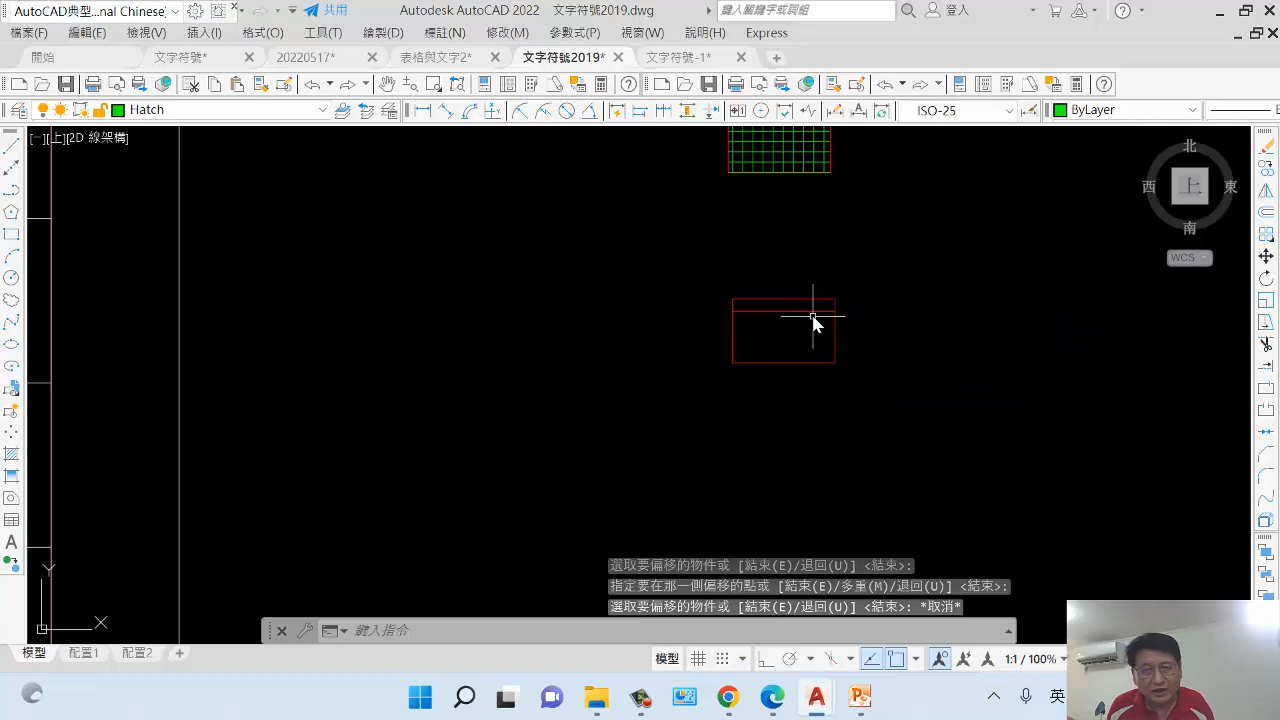 AutoCAD典型...nal Chinese 共用 Autodesk AutoCAD 2022 文字符號2019.dwg 鍵入關鍵字或詞組 登入
檔案(F) 編輯(E) 檢視(V) 插入(I) 格式(O) 工具(T) 繪製(D) 標註(N) 修改(M) 參數式(P) 視窗(W) 說明(H) Express
開始 文字符號* 20220517* 表格與文字2* 文字符號2019* 文字符號-1*
Hatch ISO-25 ByLayer
[−][上][2D 線架構]
北
西 上 東
南
WCS
Y
X
選取要偏移的物件或 [結束(E)/退回(U)] <結束>:
指定要在那一側偏移的點或 [結束(E)/多重(M)/退回(U)] <結束>:
選取要偏移的物件或 [結束(E)/退回(U)] <結束>: *取消*
鍵入指令
模型 配置1 配置2 模型 1:1 / 100%
英